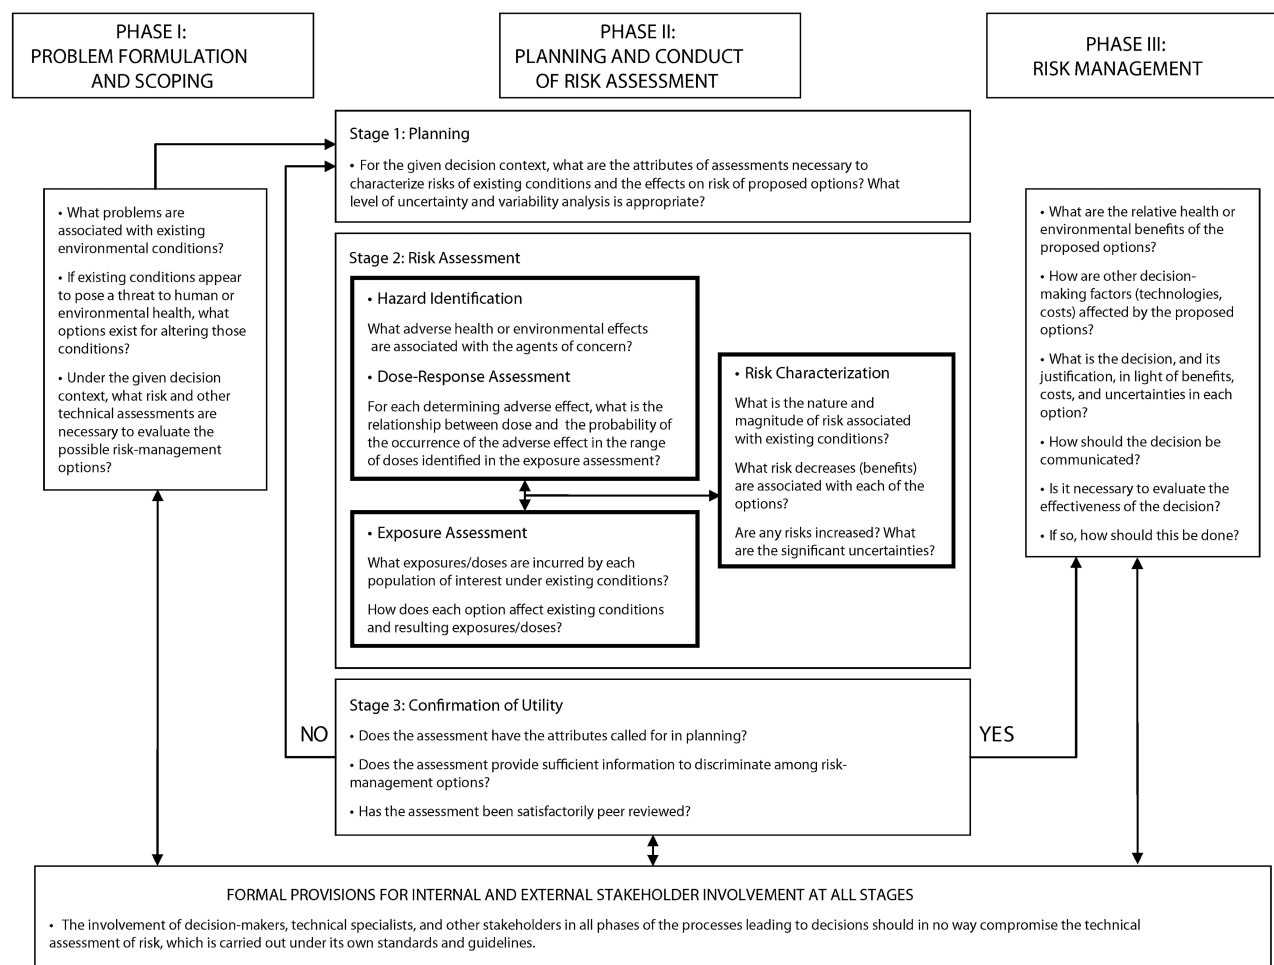 PHASE I:
PROBLEM FORMULATION
AND SCOPING
PHASE II:
PLANNING AND CONDUCT
OF RISK ASSESSMENT
PHASE III:
RISK MANAGEMENT
• What problems are
associated with existing
environmental conditions?
• If existing conditions appear
to pose a threat to human or
environmental health, what
options exist for altering those
conditions?
• Under the given decision
context, what risk and other
technical assessments are
necessary to evaluate the
possible risk-management
options?
Stage 1: Planning
• For the given decision context, what are the attributes of assessments necessary to
characterize risks of existing conditions and the effects on risk of proposed options? What
level of uncertainty and variability analysis is appropriate?
Stage 2: Risk Assessment
• Hazard Identification
What adverse health or environmental effects
are associated with the agents of concern?
• Dose-Response Assessment
For each determining adverse effect, what is the
relationship between dose and the probability of
the occurrence of the adverse effect in the range
of doses identified in the exposure assessment?
• Exposure Assessment
What exposures/doses are incurred by each
population of interest under existing conditions?
How does each option affect existing conditions
and resulting exposures/doses?
• Risk Characterization
What is the nature and
magnitude of risk associated
with existing conditions?
What risk decreases (benefits)
are associated with each of the
options?
Are any risks increased? What
are the significant uncertainties?
Stage 3: Confirmation of Utility
• Does the assessment have the attributes called for in planning?
• Does the assessment provide sufficient information to discriminate among risk-
management options?
• Has the assessment been satisfactorily peer reviewed?
NO
YES
• What are the relative health or
environmental benefits of the
proposed options?
• How are other decision-
making factors (technologies,
costs) affected by the proposed
options?
• What is the decision, and its
justification, in light of benefits,
costs, and uncertainties in each
option?
• How should the decision be
communicated?
• Is it necessary to evaluate the
effectiveness of the decision?
• If so, how should this be done?
FORMAL PROVISIONS FOR INTERNAL AND EXTERNAL STAKEHOLDER INVOLVEMENT AT ALL STAGES
• The involvement of decision-makers, technical specialists, and other stakeholders in all phases of the processes leading to decisions should in no way compromise the technical
assessment of risk, which is carried out under its own standards and guidelines.